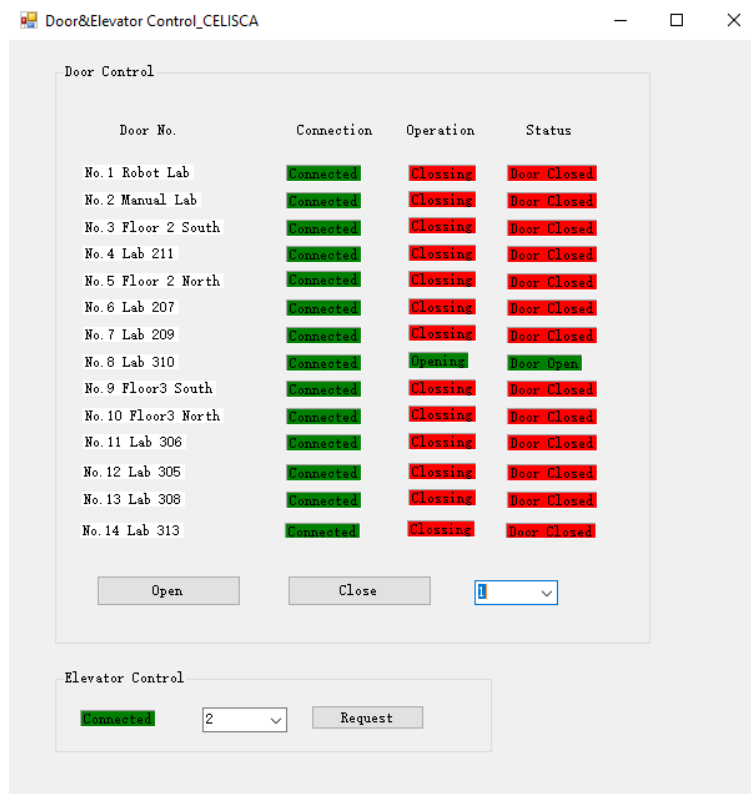 Door&Elevator Control_CELISCA
Door Control
Door No. Connection Operation Status
No.1 Robot Lab Connected Clossing Door Closed
No.2 Manual Lab Connected Clossing Door Closed
No.3 Floor 2 South Connected Clossing Door Closed
No.4 Lab 211 Connected Clossing Door Closed
No.5 Floor 2 North Connected Clossing Door Closed
No.6 Lab 207 Connected Clossing Door Closed
No.7 Lab 209 Connected Clossing Door Closed
No.8 Lab 310 Connected Opening Door Open
No.9 Floor3 South Connected Clossing Door Closed
No.10 Floor3 North Connected Clossing Door Closed
No.11 Lab 306 Connected Clossing Door Closed
No.12 Lab 305 Connected Clossing Door Closed
No.13 Lab 308 Connected Clossing Door Closed
No.14 Lab 313 Connected Clossing Door Closed
Open Close 1
Elevator Control
Connected 2 Request